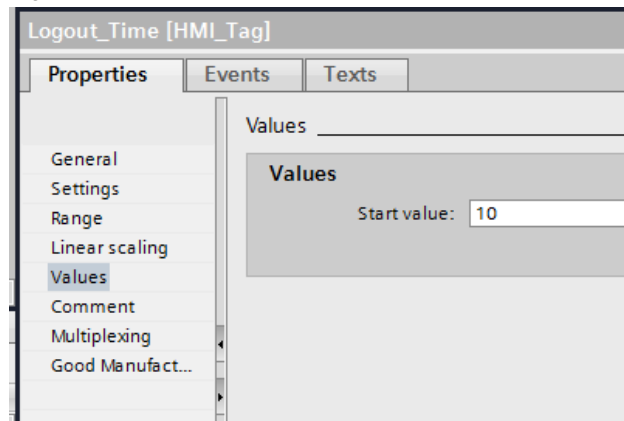 Logout_Time [HMI_Tag]
Properties Events Texts
Values
General
Settings
Range
Linear scaling
Values
Comment
Multiplexing
Good Manufact...
Values
Start value: 10